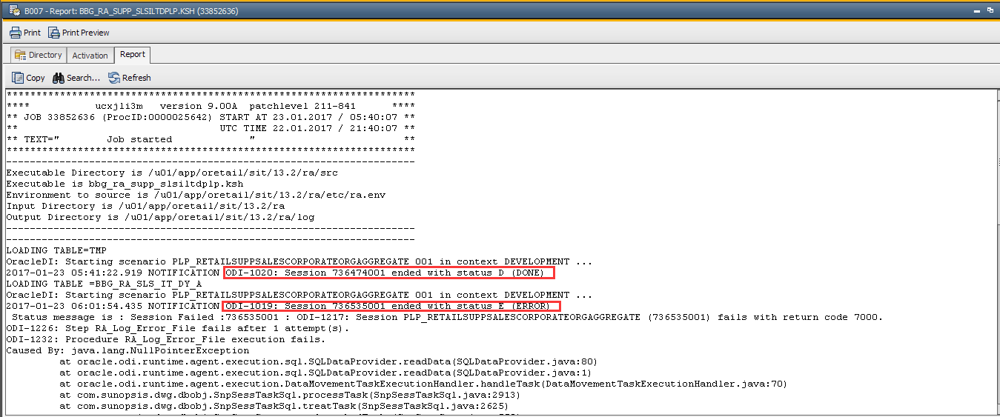 B007 - Report: BBG_RA_SUPP_SLSILTDPLP.KSH (33852636)
Print Print Preview
Directory Activation Report
Copy Search... Refresh
*********************************************************************
**** ucxjli3m version 9.00A patchlevel 211-841 ****
** JOB 33852636 (ProcID:0000025642) START AT 23.01.2017 / 05:40:07 **
** UTC TIME 22.01.2017 / 21:40:07 **
** TEXT=" Job started " **
*********************************************************************
---------------------------------------------------------------------
Executable Directory is /u01/app/oretail/sit/13.2/ra/src
Executable is bbg_ra_supp_slsiltdplp.ksh
Environment to source is /u01/app/oretail/sit/13.2/ra/etc/ra.env
Input Directory is /u01/app/oretail/sit/13.2/ra
Output Directory is /u01/app/oretail/sit/13.2/ra/log
---------------------------------------------------------------------
---------------------------------------------------------------------
LOADING TABLE=TMP
OracleDI: Starting scenario PLP_RETAILSUPPSALESCORPORATEORGAGGREGATE 001 in context DEVELOPMENT ...
2017-01-23 05:41:22.919 NOTIFICATION ODI-1020: Session 736474001 ended with status D (DONE)
LOADING TABLE =BBG_RA_SLS_IT_DY_A
OracleDI: Starting scenario PLP_RETAILSUPPSALESCORPORATEORGAGGREGATE 001 in context DEVELOPMENT ...
2017-01-23 06:01:54.435 NOTIFICATION ODI-1019: Session 736535001 ended with status E (ERROR)
Status message is : Session Failed :736535001 : ODI-1217: Session PLP_RETAILSUPPSALESCORPORATEORGAGGREGATE (736535001) fails with return code 7000.
ODI-1226: Step RA_Log_Error_File fails after 1 attempt(s).
ODI-1232: Procedure RA_Log_Error_File execution fails.
Caused By: java.lang.NullPointerException
at oracle.odi.runtime.agent.execution.sql.SQLDataProvider.readData(SQLDataProvider.java:80)
at oracle.odi.runtime.agent.execution.sql.SQLDataProvider.readData(SQLDataProvider.java:1)
at oracle.odi.runtime.agent.execution.DataMovementTaskExecutionHandler.handleTask(DataMovementTaskExecutionHandler.java:70)
at com.sunopsis.dwg.dbobj.SnpSessTaskSql.processTask(SnpSessTaskSql.java:2913)
at com.sunopsis.dwg.dbobj.SnpSessTaskSql.treatTask(SnpSessTaskSql.java:2625)